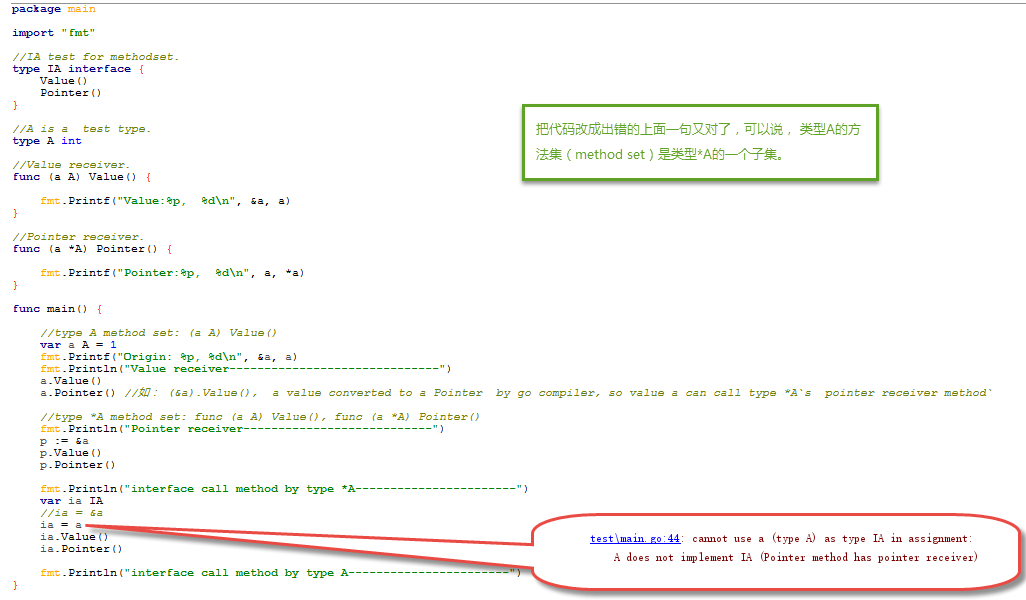 package main
import "fmt"
//IA test for methodset.
type IA interface {
Value()
Pointer()
}
//A is a  test type.
type A int
//Value receiver.
func (a A) Value() {
fmt.Printf("Value:%p,  %d\n", &a, a)
}
//Pointer receiver.
func (a *A) Pointer() {
fmt.Printf("Pointer:%p,  %d\n", a, *a)
}
func main() {
//type A method set: (a A) Value()
var a A = 1
fmt.Printf("Origin: %p, %d\n", &a, a)
fmt.Println("Value receiver------------------------------")
a.Value()
a.Pointer() //如： (&a).Value(),  a value converted to a Pointer  by go compiler, so value a can call type *A`s  pointer receiver method`
//type *A method set: func (a A) Value(), func (a *A) Pointer()
fmt.Println("Pointer receiver---------------------------")
p := &a
p.Value()
p.Pointer()
fmt.Println("interface call method by type *A-----------------------")
var ia IA
//ia = &a
ia = a
ia.Value()
ia.Pointer()
fmt.Println("interface call method by type A-----------------------")
}
把代码改成出错的上面一句又对了，可以说， 类型A的方
法集（method set）是类型*A的一个子集。
test\main.go:44: cannot use a (type A) as type IA in assignment:
A does not implement IA (Pointer method has pointer receiver)